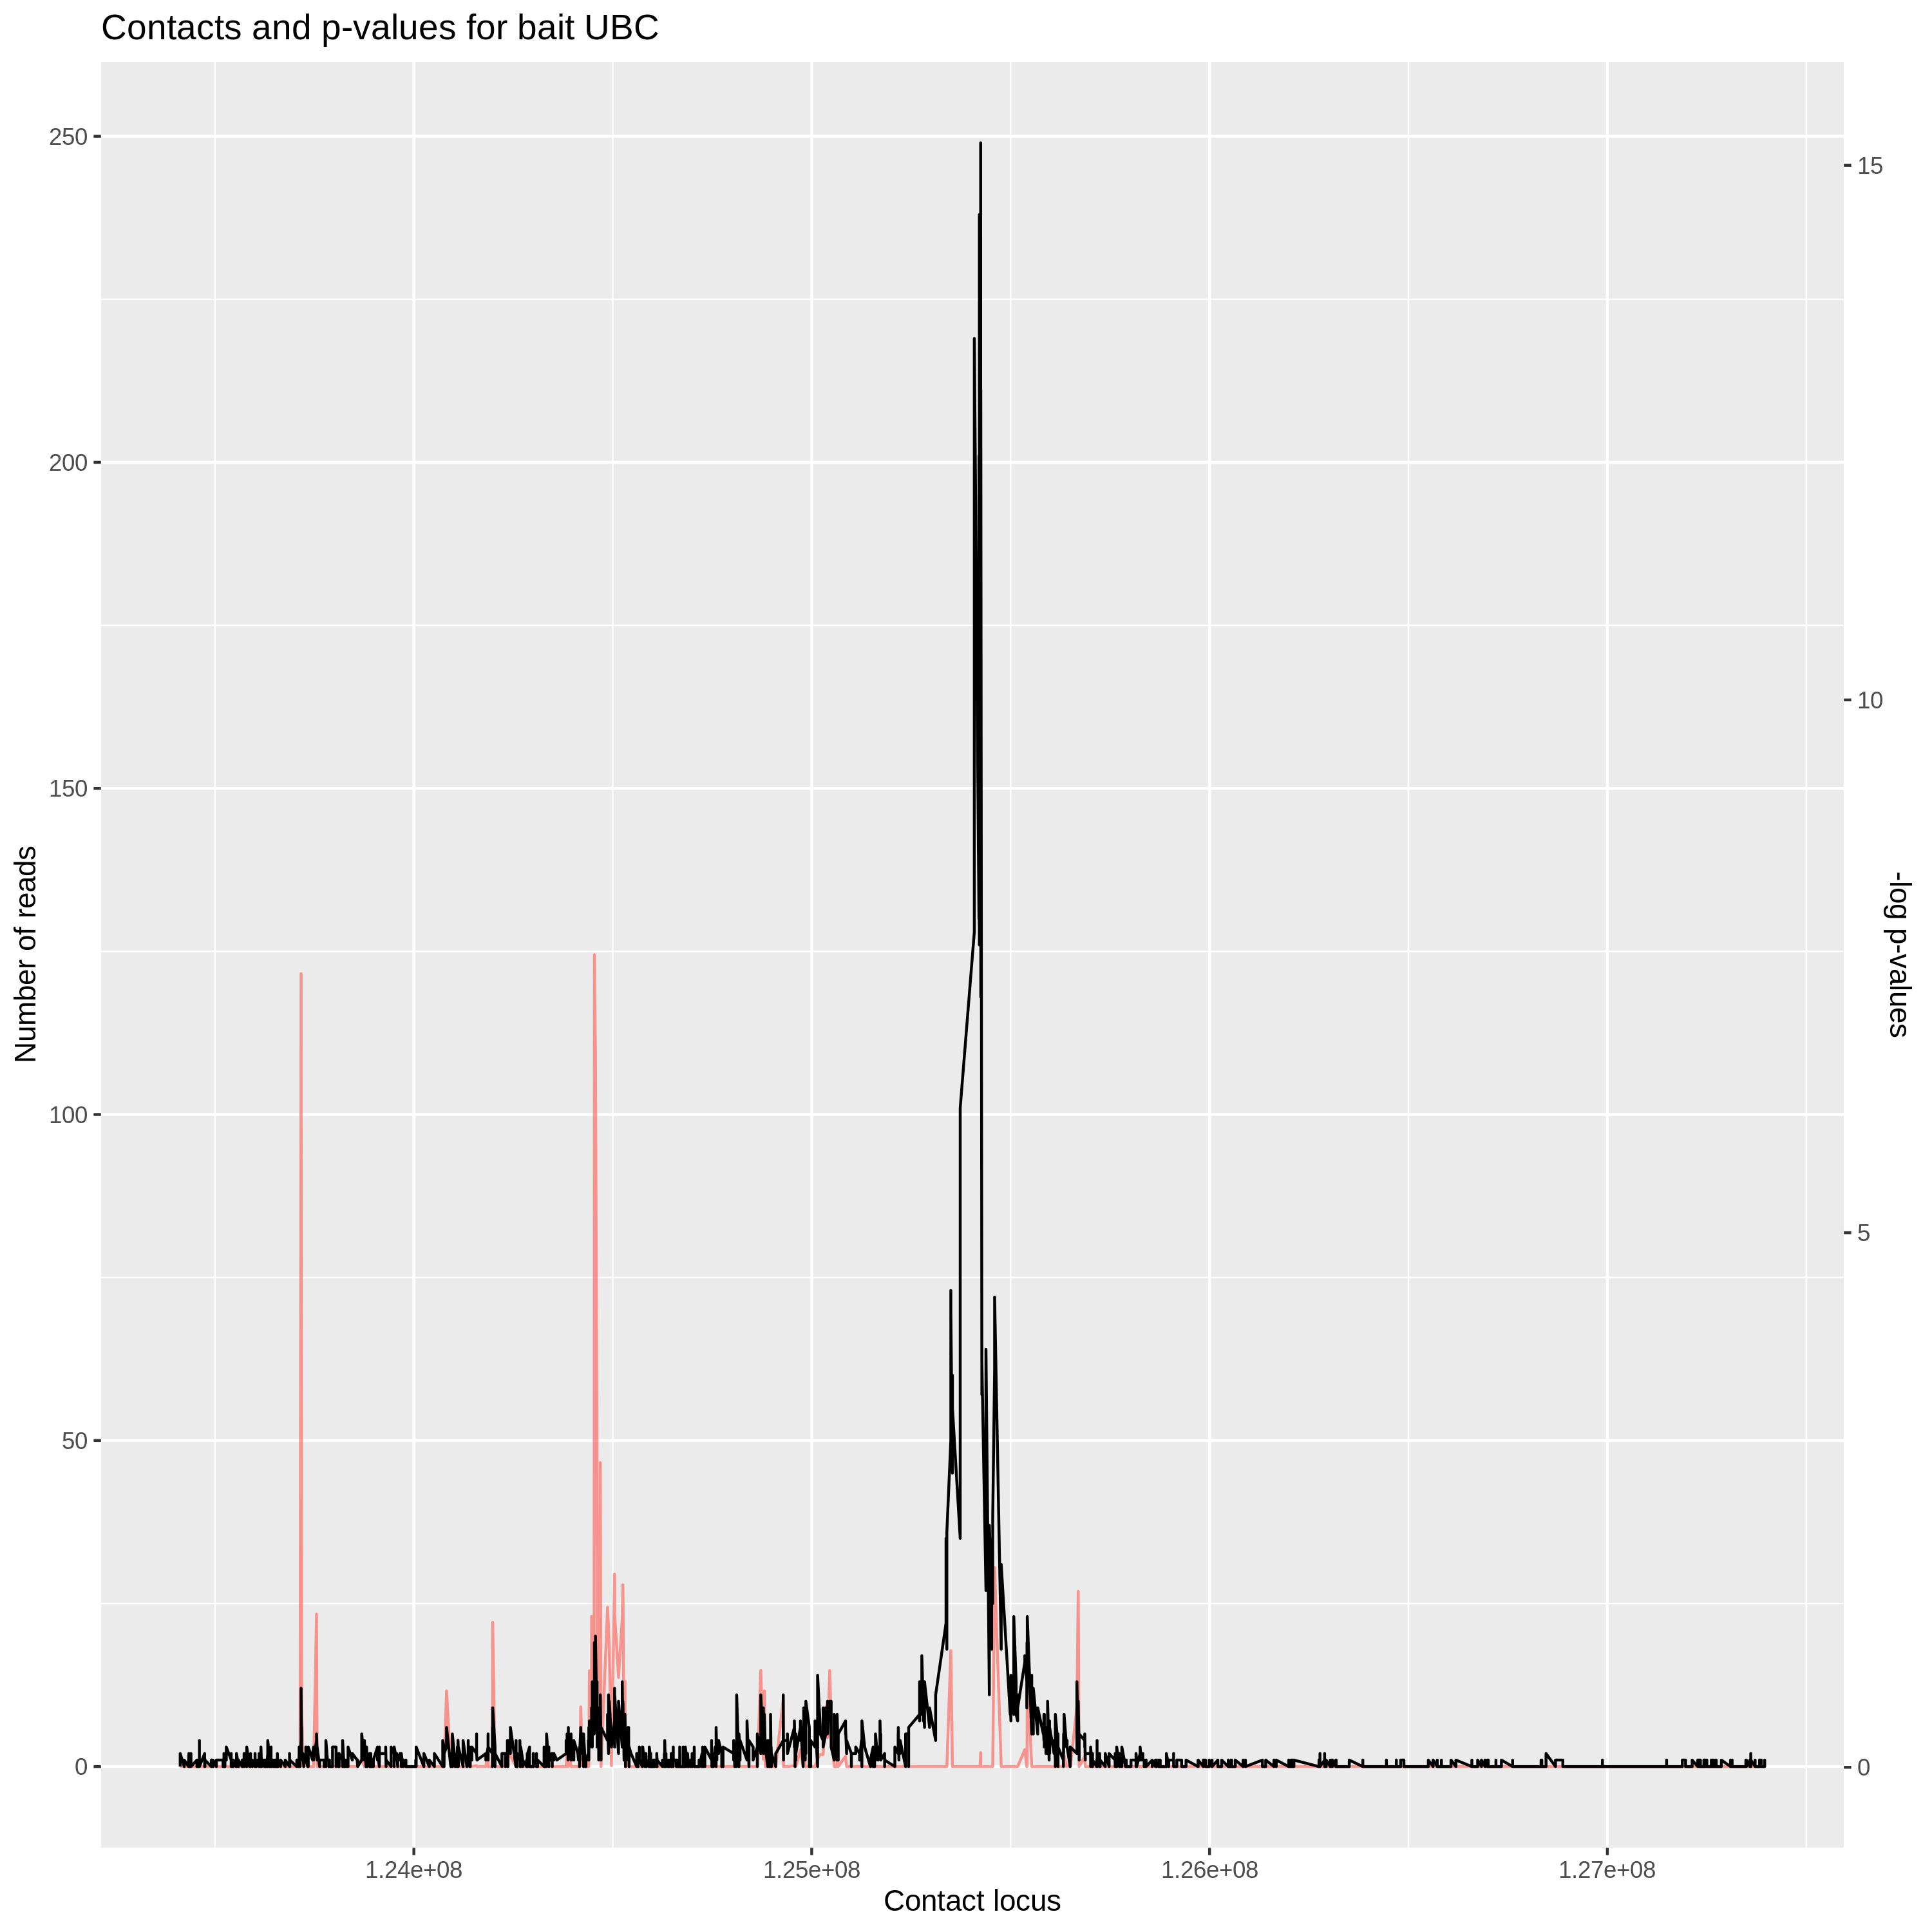 Contacts and p-values for bait UBC
250
200
150
100
50
0
15
10
5
0
Number of reads
-log p-values
1.24e+08
1.25e+08
1.26e+08
1.27e+08
Contact locus